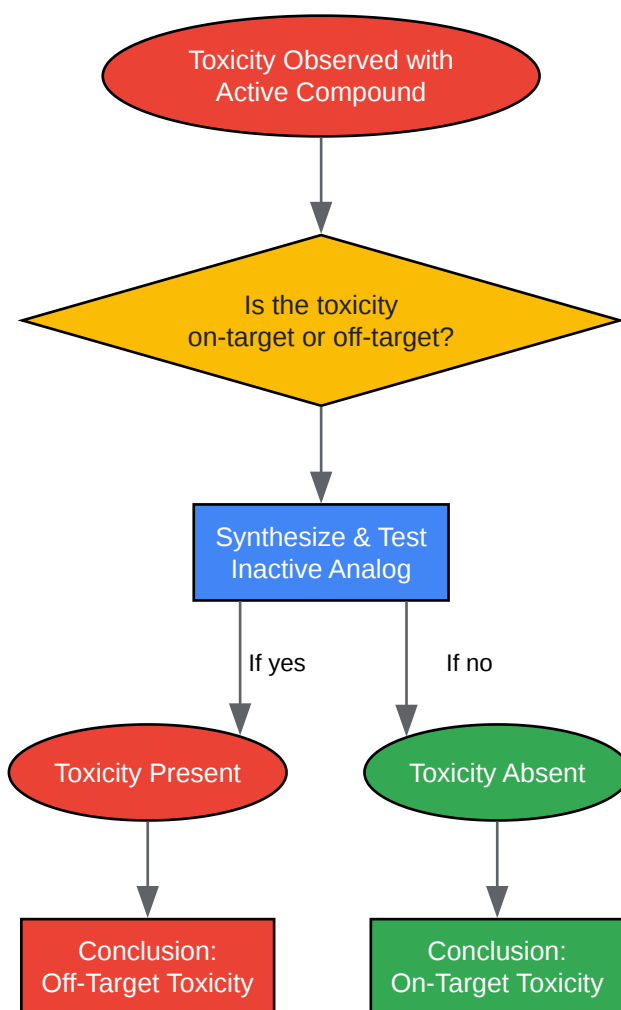 Toxicity Observed with
Active Compound
Is the toxicity
on-target or off-target?
Synthesize & Test
Inactive Analog
If yes
If no
Toxicity Present
Toxicity Absent
Conclusion:
Off-Target Toxicity
Conclusion:
On-Target Toxicity